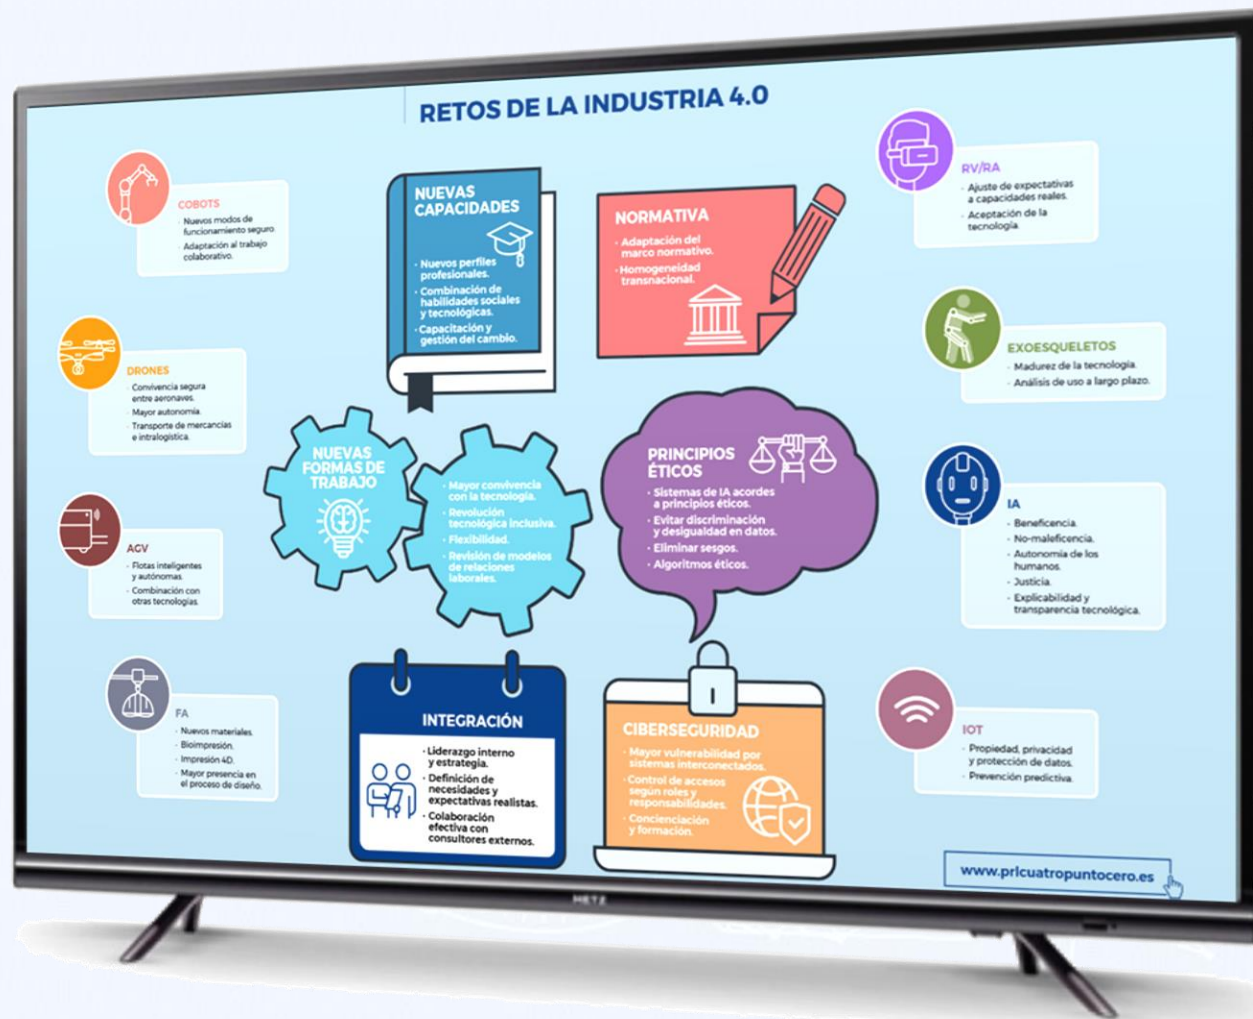 RETOS DE LA INDUSTRIA 4.0
COBOTS
· Nuevos modos de
funcionamiento seguro.
· Adaptación al trabajo
colaborativo.
DRONES
· Convivencia segura
entre aeronaves.
· Mayor autonomía.
· Transporte de mercancías
e intralogística.
AGV
· Flotas inteligentes
y autónomas.
· Combinación con
otras tecnologías.
FA
· Nuevos materiales.
· Bioimpresión.
· Impresión 4D.
· Mayor presencia en
el proceso de diseño.
NUEVAS
CAPACIDADES
· Nuevos perfiles
profesionales.
· Combinación de
habilidades sociales
y tecnológicas.
· Capacitación y
gestión del cambio.
NORMATIVA
· Adaptación del
marco normativo.
· Homogeneidad
transnacional.
NUEVAS
FORMAS DE
TRABAJO
· Mayor convivencia
con la tecnología.
· Revolución
tecnológica inclusiva.
· Flexibilidad.
· Revisión de modelos
de relaciones
laborales.
PRINCIPIOS
ÉTICOS
· Sistemas de IA acordes
a principios éticos.
· Evitar discriminación
y desigualdad en datos.
· Eliminar sesgos.
· Algoritmos éticos.
INTEGRACIÓN
· Liderazgo interno
y estrategia.
· Definición de
necesidades y
expectativas realistas.
· Colaboración
efectiva con
consultores externos.
CIBERSEGURIDAD
· Mayor vulnerabilidad por
sistemas interconectados.
· Control de accesos
según roles y
responsabilidades.
· Concienciación
y formación.
RV/RA
· Ajuste de expectativas
a capacidades reales.
· Aceptación de la
tecnología.
EXOESQUELETOS
· Madurez de la tecnología.
· Análisis de uso a largo plazo.
IA
· Beneficencia.
· No-maleficencia.
· Autonomía de los
humanos.
· Justicia.
· Explicabilidad y
transparencia tecnológica.
IOT
· Propiedad, privacidad
y protección de datos.
· Prevención predictiva.
www.prlcuatropuntocero.es
METZ